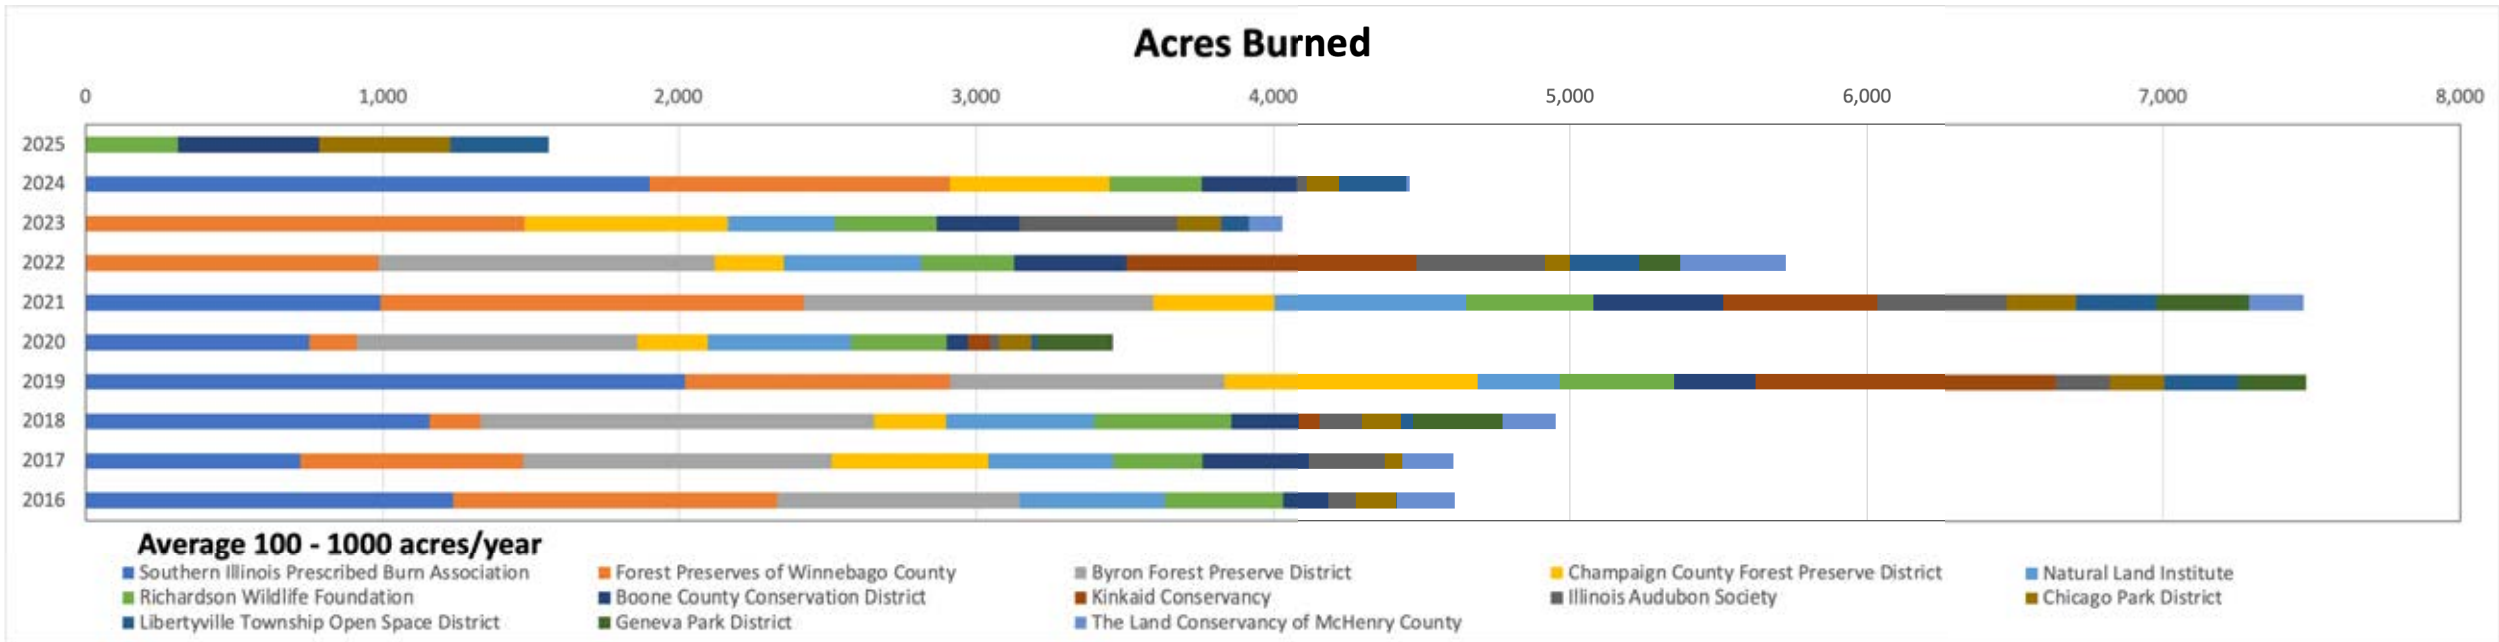 Acres Burned
0 1,000 2,000 3,000 4,000 5,000 6,000 7,000 8,000
2025
2024
2023
2022
2021
2020
2019
2018
2017
2016
Average 100 - 1000 acres/year
Southern Illinois Prescribed Burn Association Forest Preserves of Winnebago County Byron Forest Preserve District Champaign County Forest Preserve District Natural Land Institute
Richardson Wildlife Foundation Boone County Conservation District Kinkaid Conservancy Illinois Audubon Society Chicago Park District
Libertyville Township Open Space District Geneva Park District The Land Conservancy of McHenry County